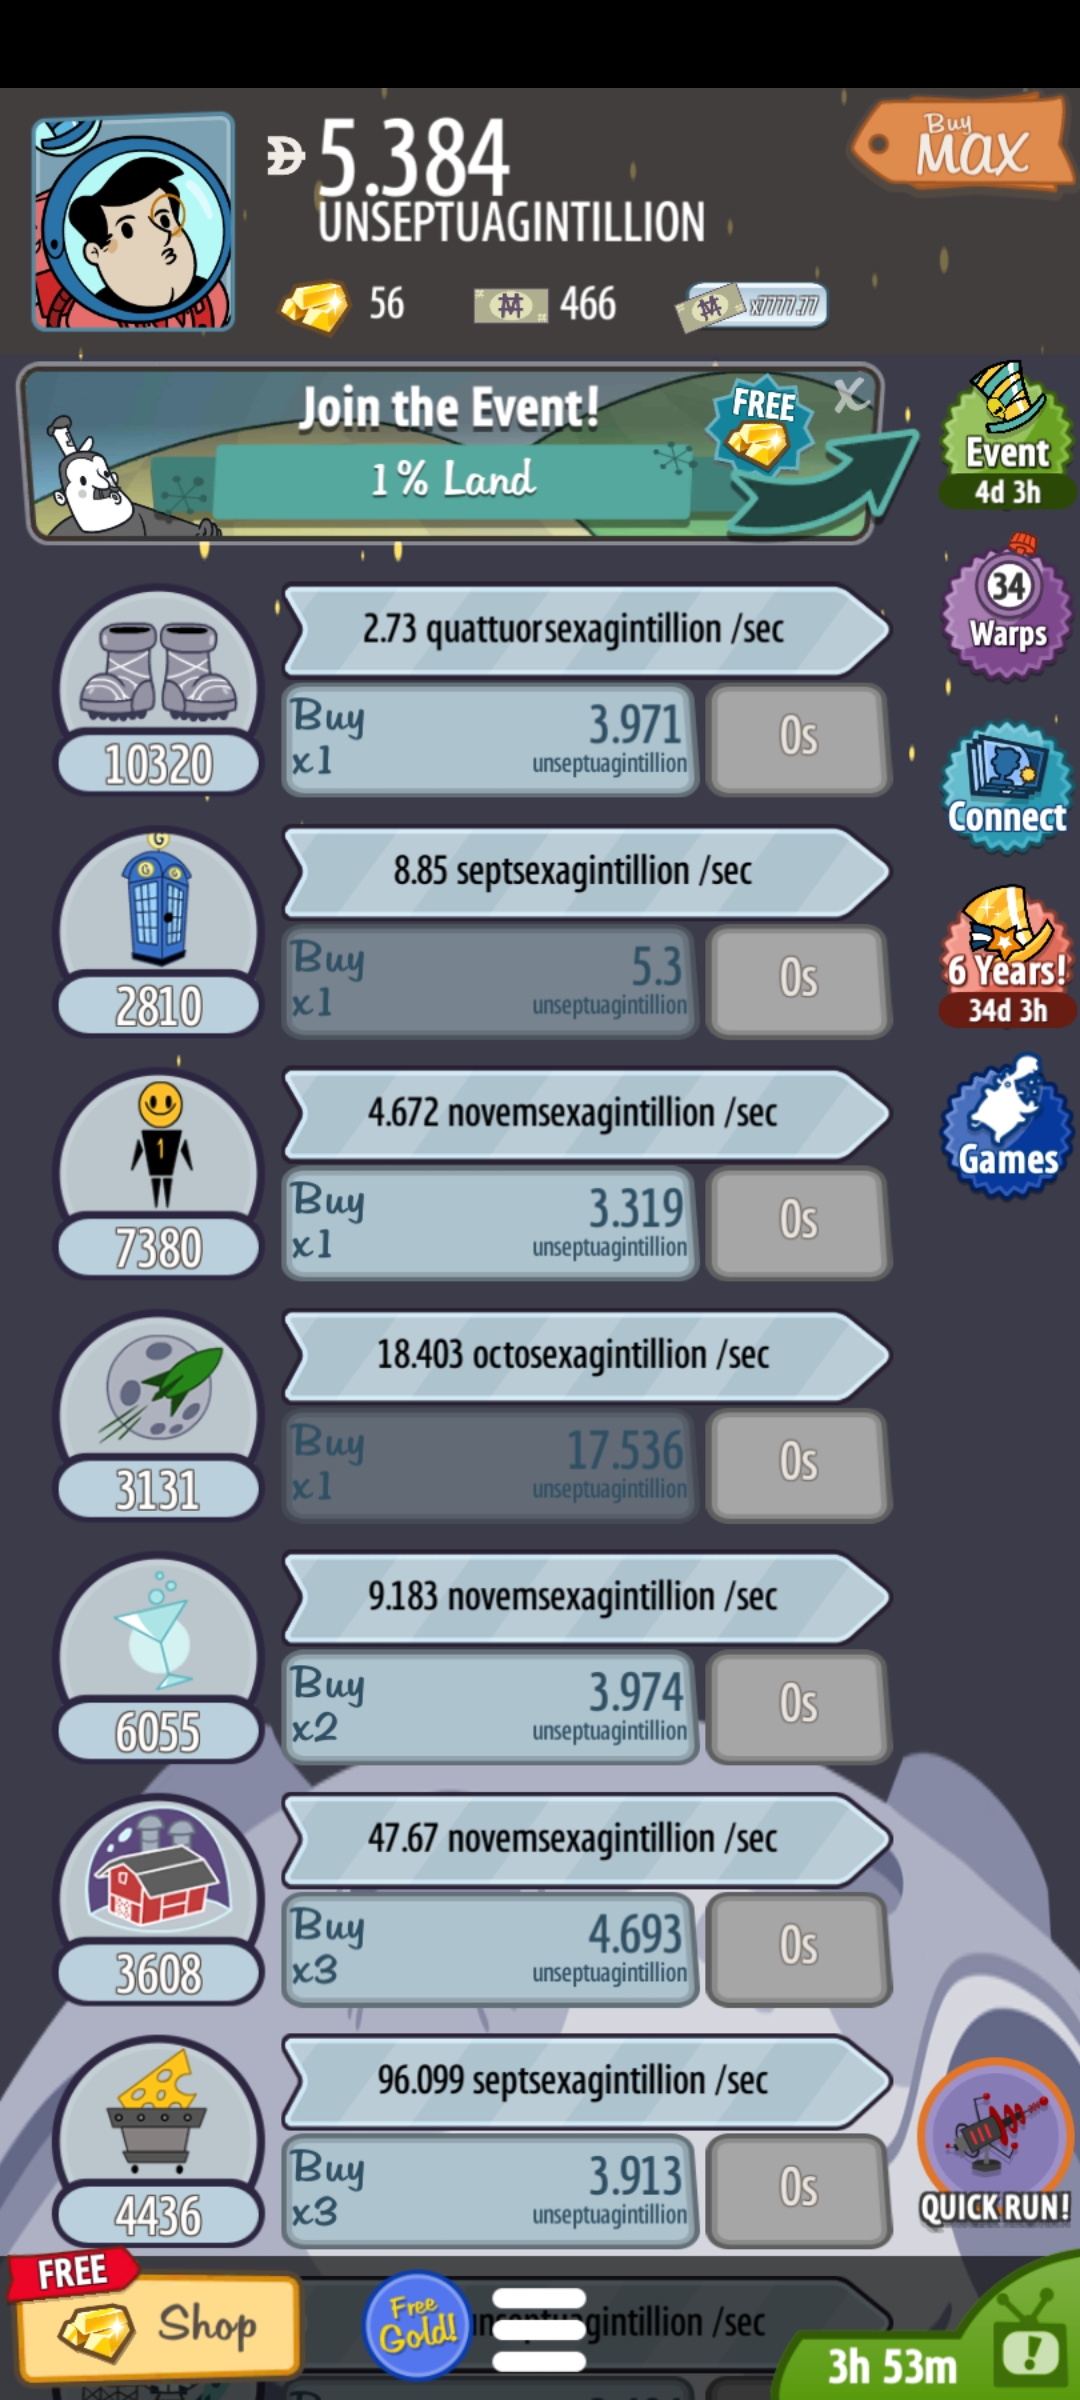 5.384
UNSEPTUAGINTILLION
Buy
MAX
56
466
x7777.77
Join the Event!
1% Land
FREE
X
Event
4d 3h
34
Warps
Connect
6 Years!
34d 3h
Games
2.73 quattuorsexagintillion /sec
10320
Buy
x1
3.971
unseptuagintillion
0s
G
G G
8.85 septsexagintillion /sec
2810
Buy
x1
5.3
unseptuagintillion
0s
1
4.672 novemsexagintillion /sec
7380
Buy
x1
3.319
unseptuagintillion
0s
18.403 octosexagintillion /sec
3131
Buy
x1
17.536
unseptuagintillion
0s
9.183 novemsexagintillion /sec
6055
Buy
x2
3.974
unseptuagintillion
0s
47.67 novemsexagintillion /sec
3608
Buy
x3
4.693
unseptuagintillion
0s
96.099 septsexagintillion /sec
4436
Buy
x3
3.913
unseptuagintillion
0s
QUICK RUN!
FREE
Shop
Free
Gold!
/sec
3h 53m
!